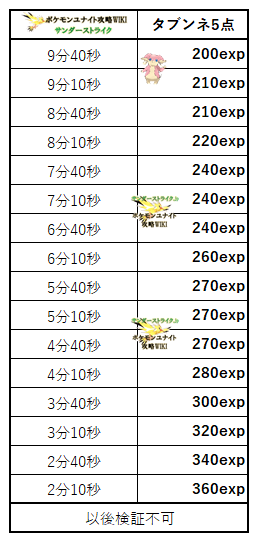 ポケモンユナイト攻略WIKI
サンダーストライク
タブンネ5点
9分40秒 200exp
9分10秒 210exp
8分40秒 210exp
8分10秒 220exp
7分40秒 240exp
7分10秒 240exp
サンダーストライク.jp
ポケモンユナイト
攻略WIKI
6分40秒 240exp
6分10秒 260exp
5分40秒 270exp
5分10秒 270exp
サンダーストライク.jp
ポケモンユナイト
攻略WIKI
4分40秒 270exp
4分10秒 280exp
3分40秒 300exp
3分10秒 320exp
2分40秒 340exp
2分10秒 360exp
以後検証不可